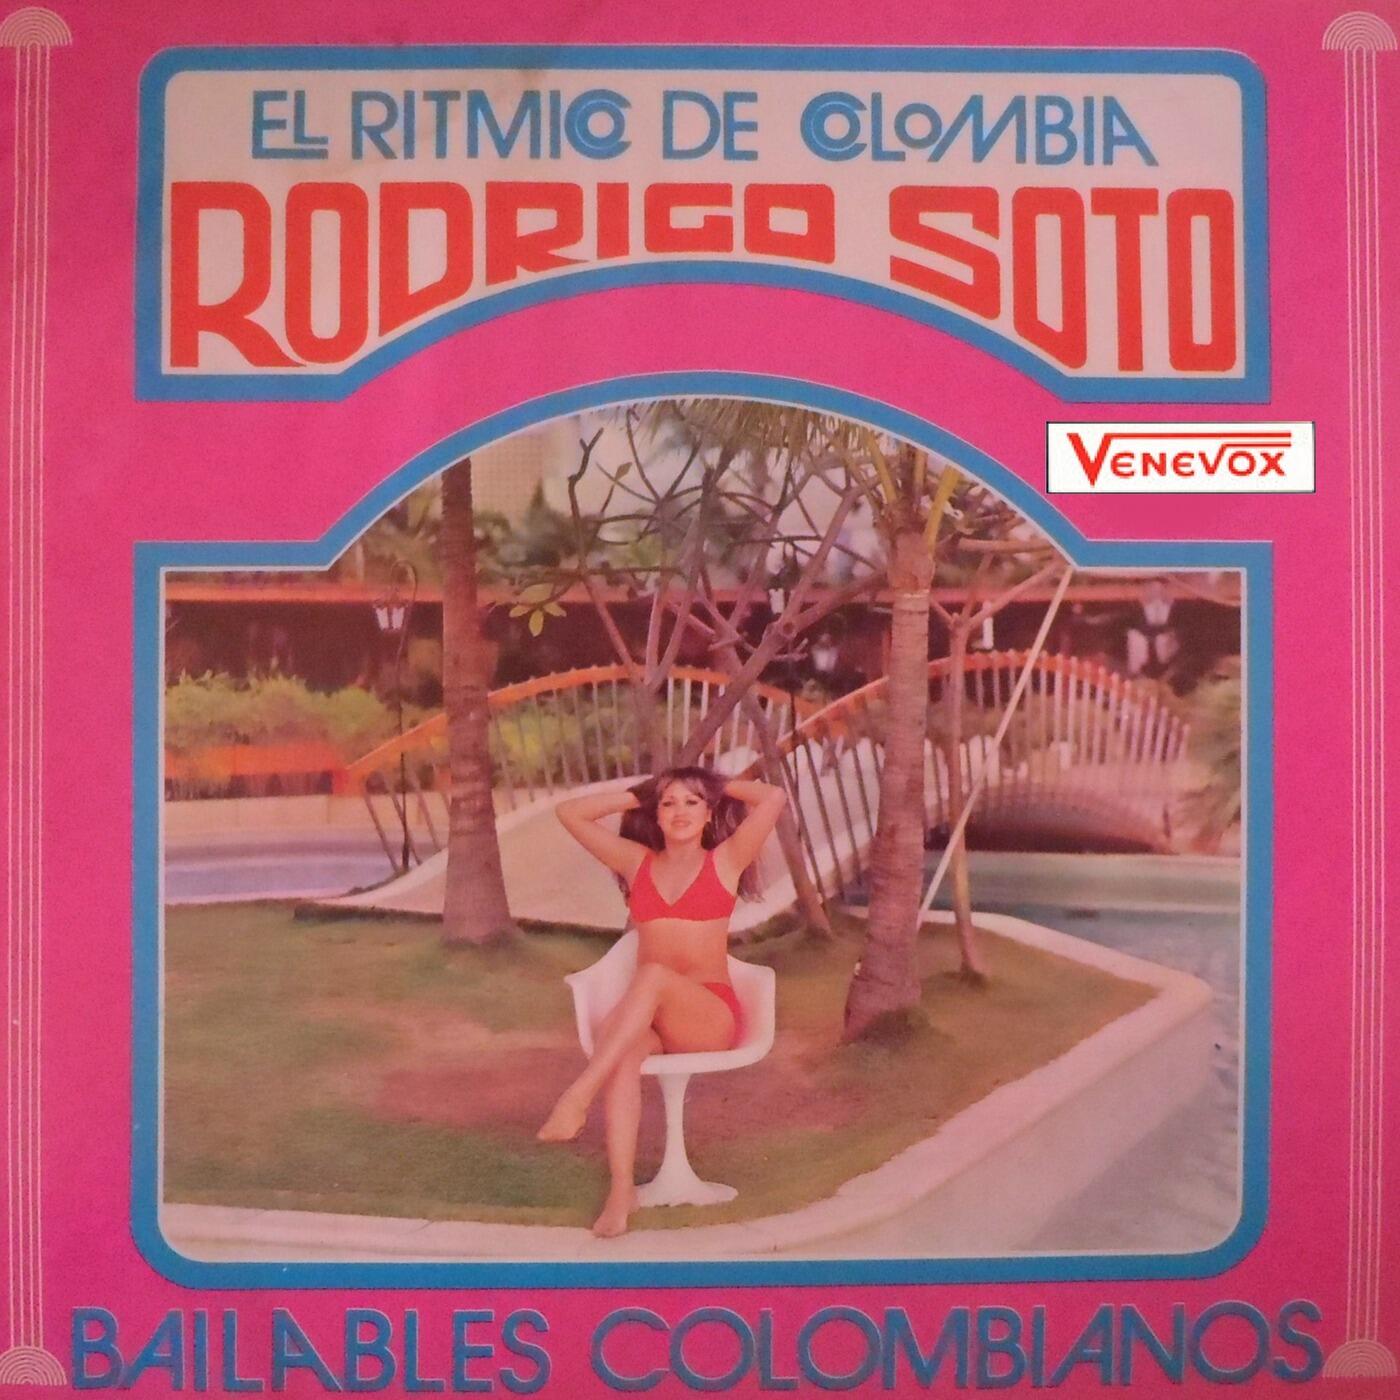 EL RITMICO DE COLOMBIA
RODRIGO SOTO
VENEVOX
BAILABLES COLOMBIANOS